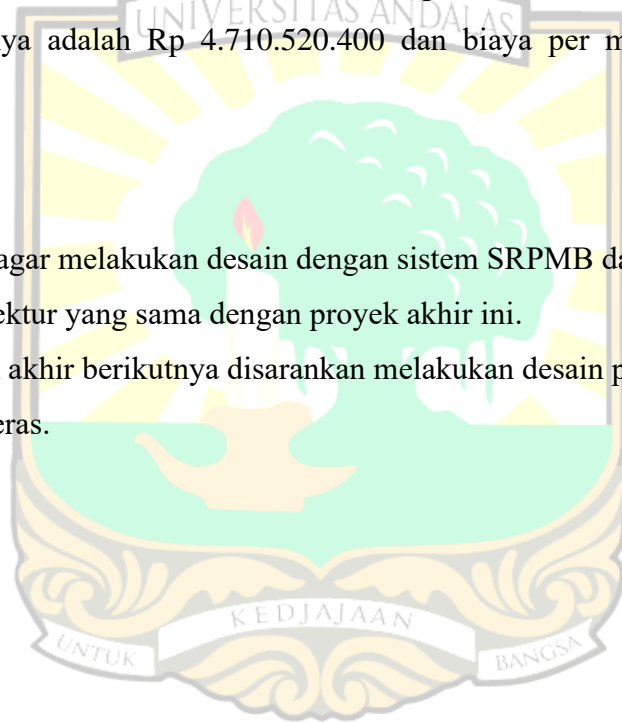 UNIVERSITAS ANDALAS
ya adalah Rp 4.710.520.400 dan biaya per m
agar melakukan desain dengan sistem SRPMB da
ektur yang sama dengan proyek akhir ini.
akhir berikutnya disarankan melakukan desain p
eras.
KEDJAJAAN
UNTUK
BANGSA